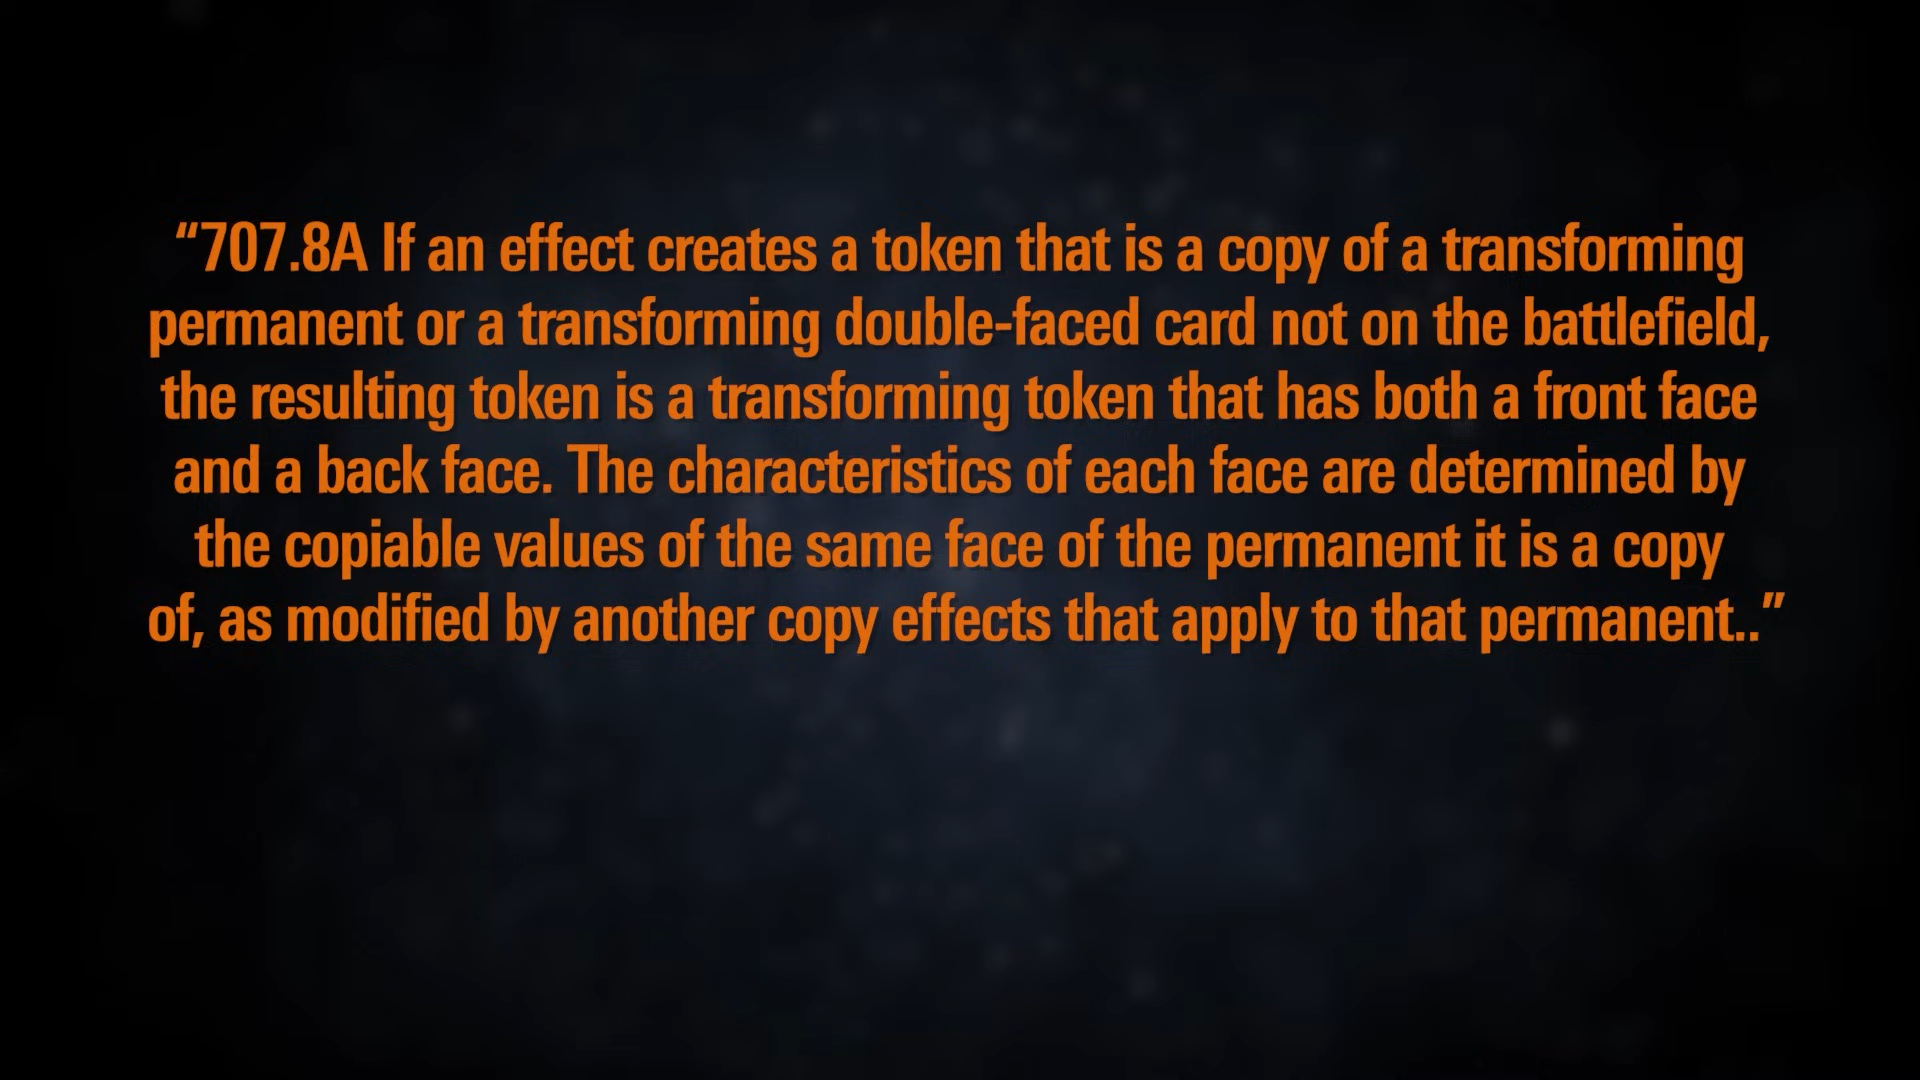 “707.8A If an effect creates a token that is a copy of a transforming
permanent or a transforming double-faced card not on the battlefield,
the resulting token is a transforming token that has both a front face
and a back face. The characteristics of each face are determined by
the copiable values of the same face of the permanent it is a copy
of, as modified by another copy effects that apply to that permanent..”